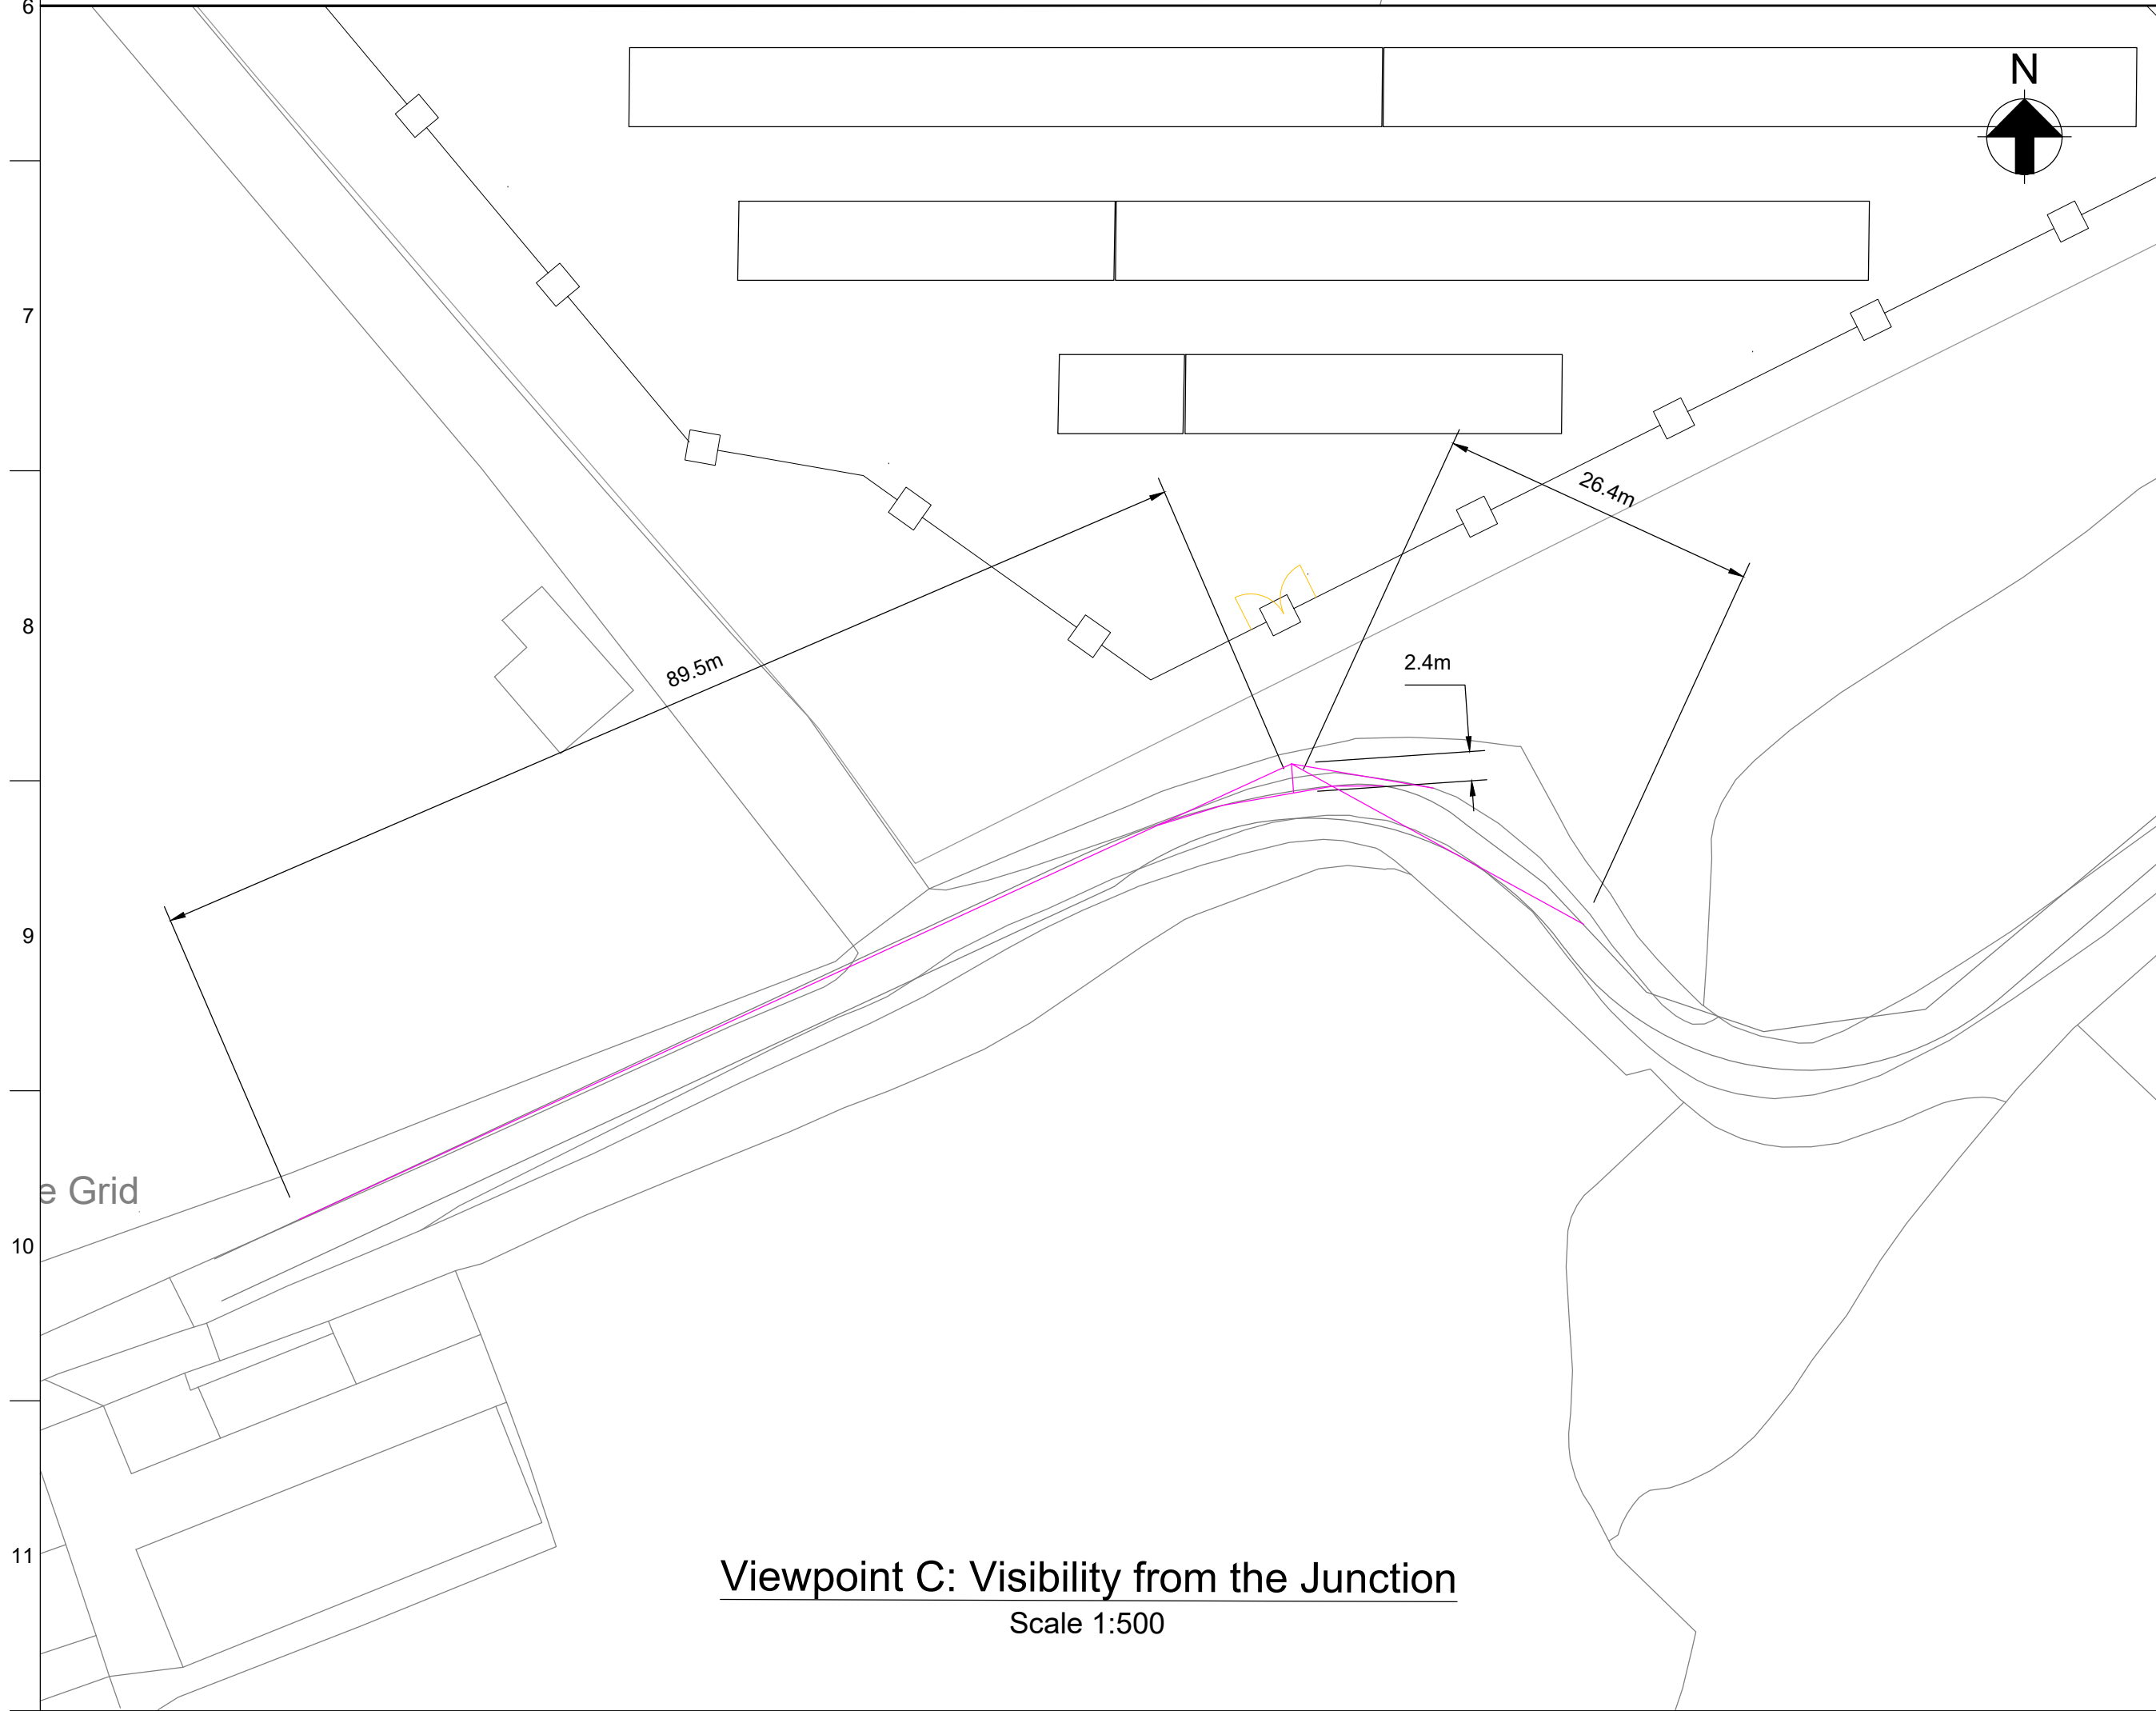 6
N
7
26.4m
8
2.4m
89.5m
9
e Grid
10
11
Viewpoint C: Visibility from the Junction
Scale 1:500